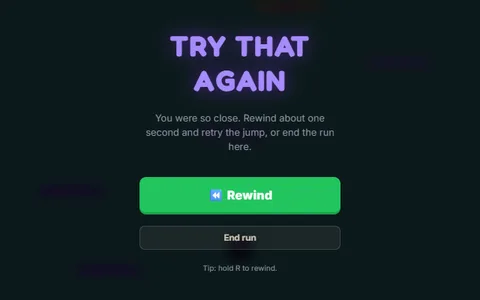 TRY THAT
AGAIN
You were so close. Rewind about one
second and retry the jump, or end the run
here.
⏪ Rewind
End run
Tip: hold R to rewind.